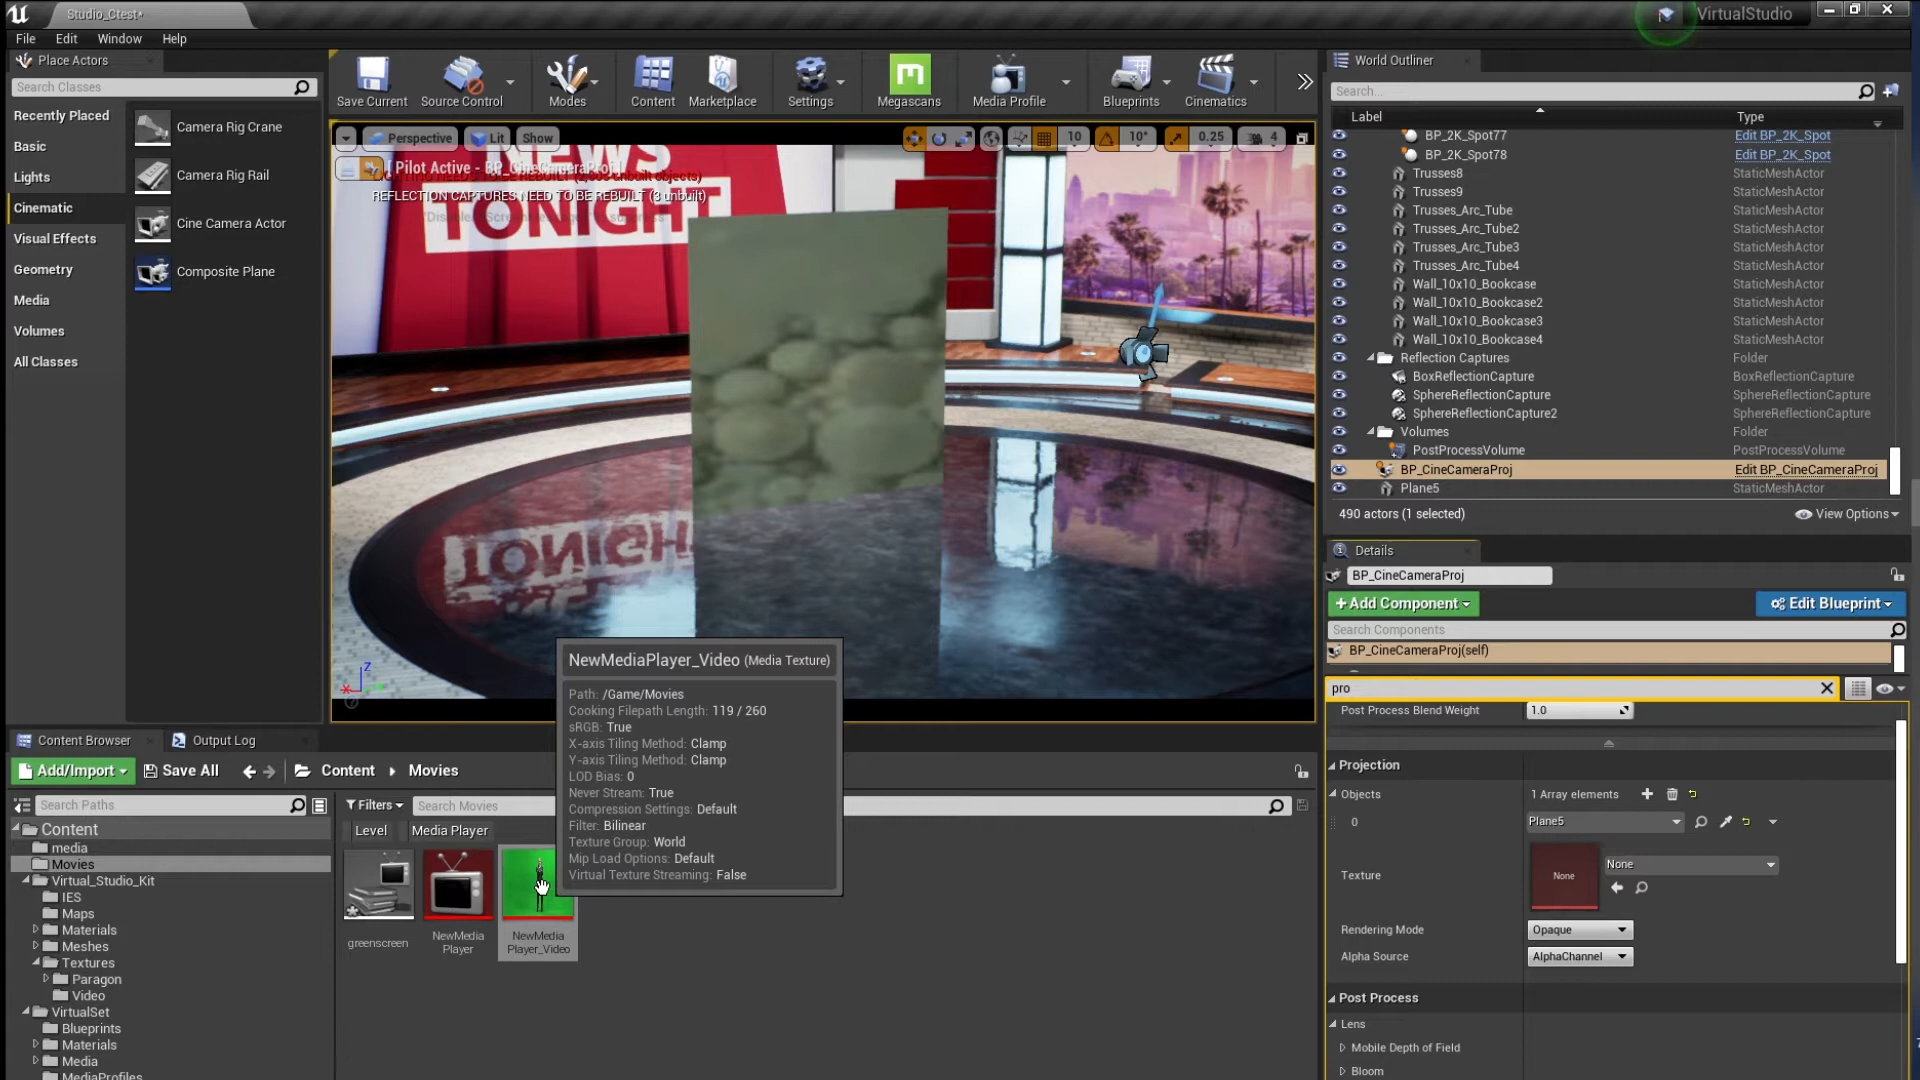 Studio_Ctest*
VirtualStudio
File Edit Window Help
Place Actors
Search Classes
Recently Placed
Basic
Lights
Cinematic
Visual Effects
Geometry
Media
Volumes
All Classes
Camera Rig Crane
Camera Rig Rail
Cine Camera Actor
Composite Plane
Save Current Source Control Modes Content Marketplace Settings Megascans Media Profile Blueprints Cinematics
Perspective Lit Show 10 10° 0.25 4
[ Pilot Active - BP_CineCameraProj ]
REFLECTION CAPTURES NEED TO BE REBUILT (3 unbuilt)
NEWS
TONIGHT
TONIGHT
NewMediaPlayer_Video (Media Texture)
Path: /Game/Movies
Cooking Filepath Length: 119 / 260
sRGB: True
X-axis Tiling Method: Clamp
Y-axis Tiling Method: Clamp
LOD Bias: 0
Never Stream: True
Compression Settings: Default
Filter: Bilinear
Texture Group: World
Mip Load Options: Default
Virtual Texture Streaming: False
World Outliner
Search...
Label Type
BP_2K_Spot77 Edit BP_2K_Spot
BP_2K_Spot78 Edit BP_2K_Spot
Trusses8 StaticMeshActor
Trusses9 StaticMeshActor
Trusses_Arc_Tube StaticMeshActor
Trusses_Arc_Tube2 StaticMeshActor
Trusses_Arc_Tube3 StaticMeshActor
Trusses_Arc_Tube4 StaticMeshActor
Wall_10x10_Bookcase StaticMeshActor
Wall_10x10_Bookcase2 StaticMeshActor
Wall_10x10_Bookcase3 StaticMeshActor
Wall_10x10_Bookcase4 StaticMeshActor
Reflection Captures Folder
BoxReflectionCapture BoxReflectionCapture
SphereReflectionCapture SphereReflectionCapture
SphereReflectionCapture2 SphereReflectionCapture
Volumes Folder
PostProcessVolume PostProcessVolume
BP_CineCameraProj Edit BP_CineCameraProj
Plane5 StaticMeshActor
490 actors (1 selected) View Options
Details
BP_CineCameraProj
+Add Component Edit Blueprint
Search Components
BP_CineCameraProj(self)
pro
Post Process Blend Weight 1.0
Projection
Objects 1 Array elements
0 Plane5
Texture None None
Rendering Mode Opaque
Alpha Source AlphaChannel
Post Process
Lens
Mobile Depth of Field
Bloom
Content Browser Output Log
Add/Import Save All Content Movies
Search Paths
Filters Search Movies
Level Media Player
Content
media
Movies
Virtual_Studio_Kit
IES
Maps
Materials
Meshes
Textures
Paragon
Video
VirtualSet
Blueprints
Materials
Media
MediaProfiles
greenscreen
NewMedia
Player
NewMedia
Player_Video